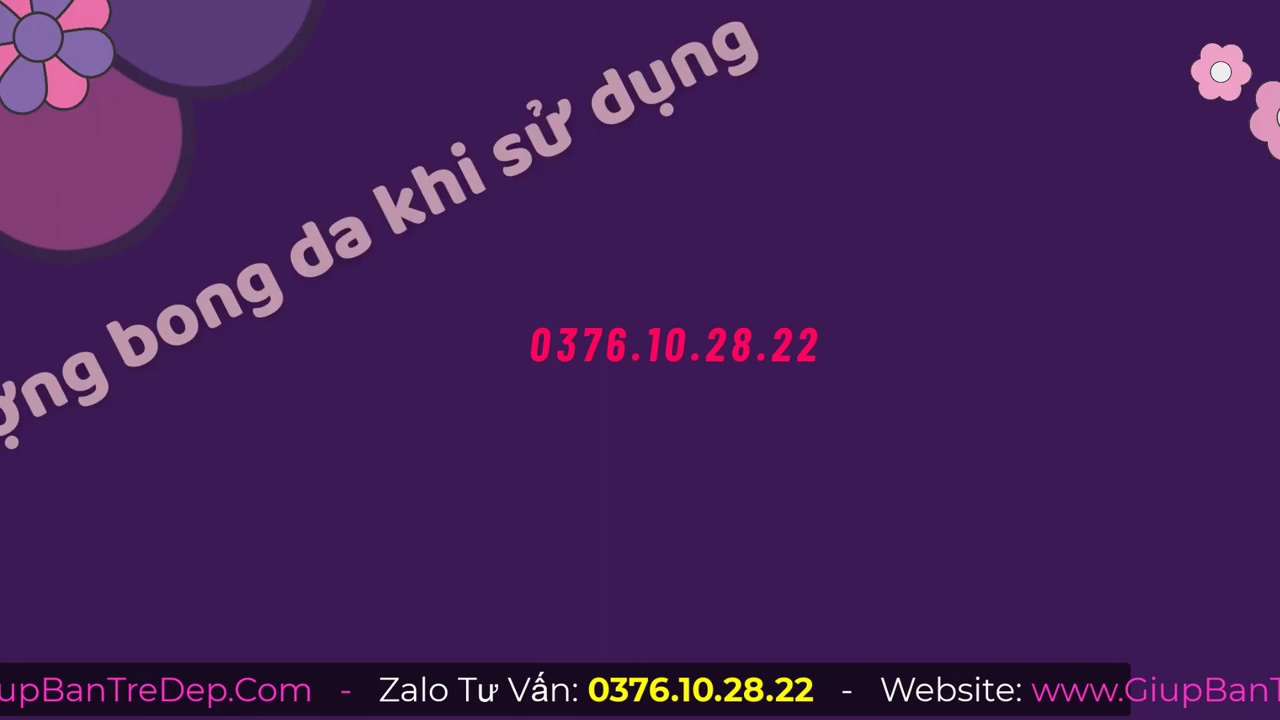 ợng bong da khi sử dụng
0376.10.28.22
upBanTreDep.Com - Zalo Tư Vấn: 0376.10.28.22 - Website: www.GiupBanT